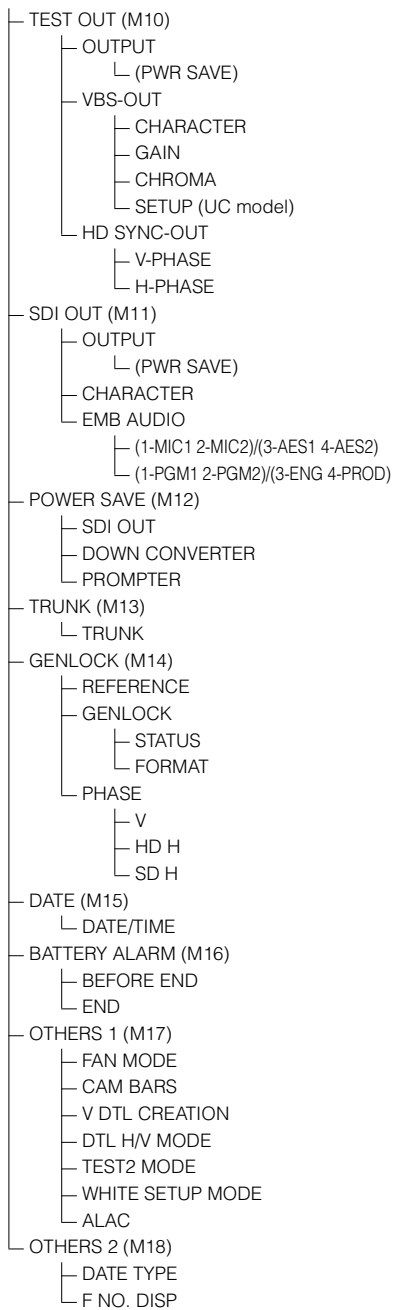 TEST OUT (M10)
OUTPUT
(PWR SAVE)
VBS-OUT
CHARACTER
GAIN
CHROMA
SETUP (UC model)
HD SYNC-OUT
V-PHASE
H-PHASE
SDI OUT (M11)
OUTPUT
(PWR SAVE)
CHARACTER
EMB AUDIO
(1-MIC1 2-MIC2)/(3-AES1 4-AES2)
(1-PGM1 2-PGM2)/(3-ENG 4-PROD)
POWER SAVE (M12)
SDI OUT
DOWN CONVERTER
PROMPTER
TRUNK (M13)
TRUNK
GENLOCK (M14)
REFERENCE
GENLOCK
STATUS
FORMAT
PHASE
V
HD H
SD H
DATE (M15)
DATE/TIME
BATTERY ALARM (M16)
BEFORE END
END
OTHERS 1 (M17)
FAN MODE
CAM BARS
V DTL CREATION
DTL H/V MODE
TEST2 MODE
WHITE SETUP MODE
ALAC
OTHERS 2 (M18)
DATE TYPE
F NO. DISP